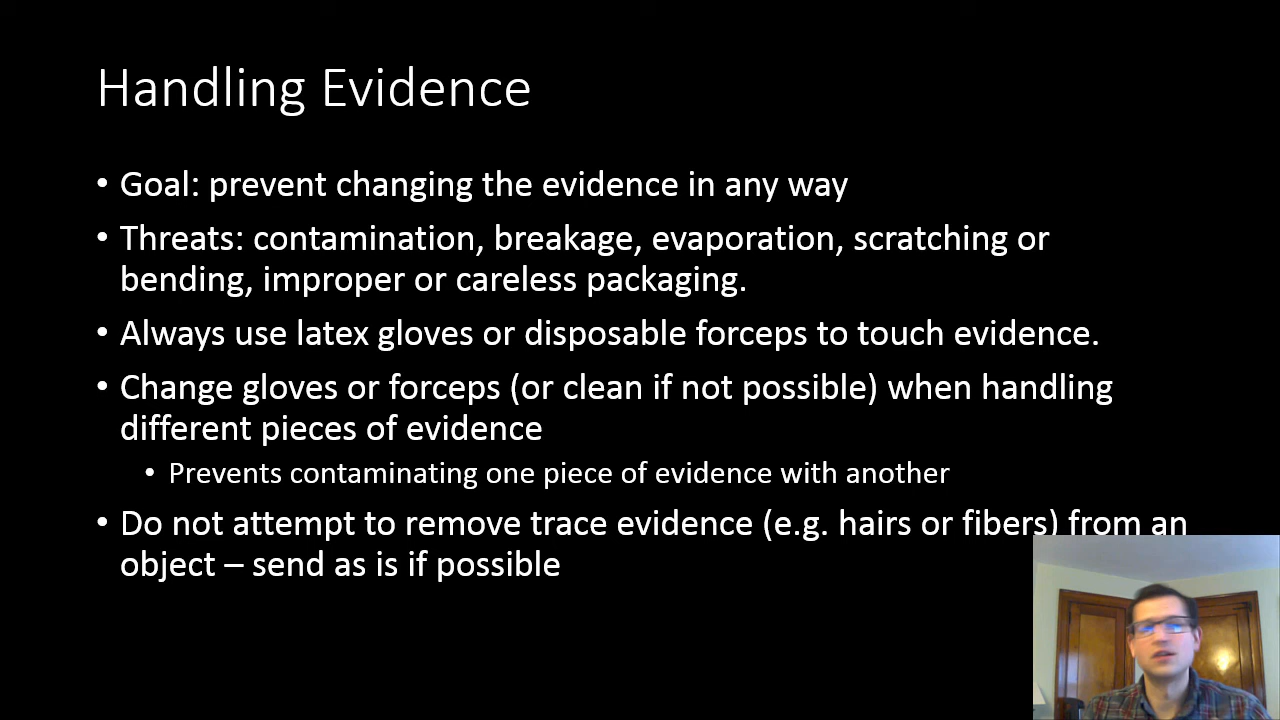 Handling Evidence
• Goal: prevent changing the evidence in any way
• Threats: contamination, breakage, evaporation, scratching or
bending, improper or careless packaging.
• Always use latex gloves or disposable forceps to touch evidence.
• Change gloves or forceps (or clean if not possible) when handling
different pieces of evidence
• Prevents contaminating one piece of evidence with another
• Do not attempt to remove trace evidence (e.g. hairs or fibers) from an
object – send as is if possible